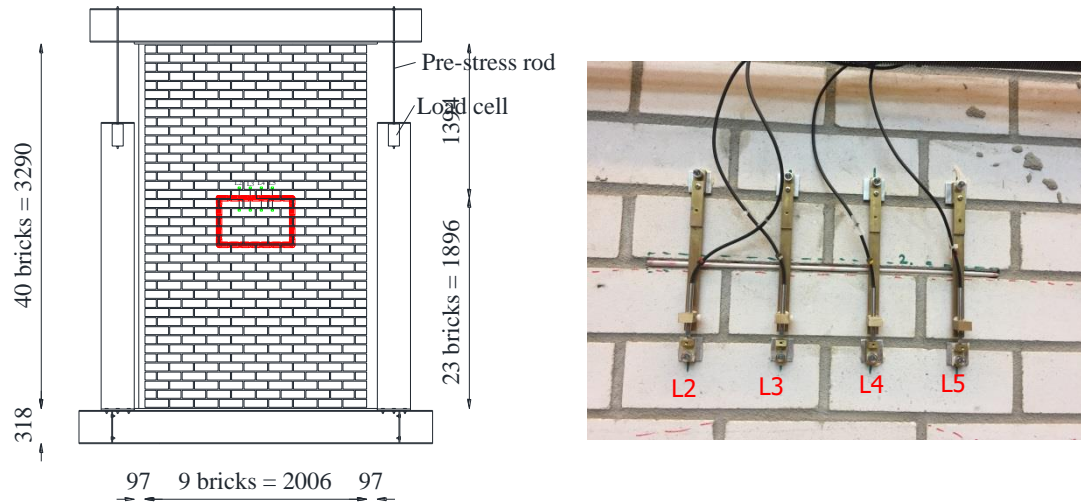 Pre-stress rod
Load cell
1394
40 bricks = 3290
23 bricks = 1896
318
97
9 bricks = 2006
97
2.
L2
L3
L4
L5